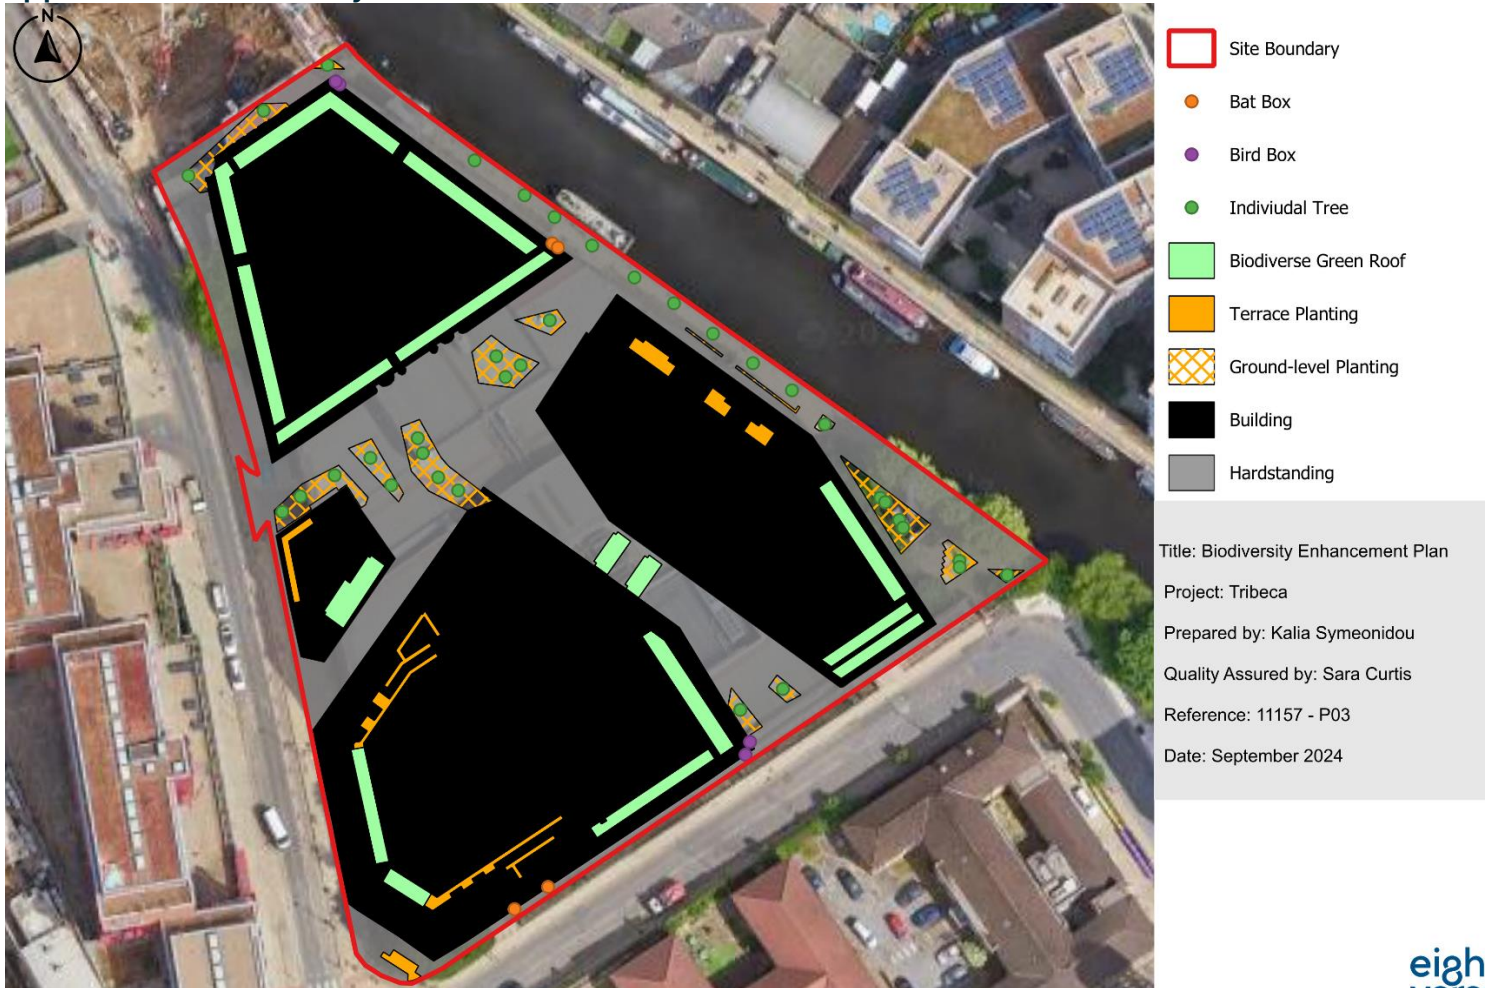 N
Site Boundary
Bat Box
Bird Box
Indiviudal Tree
Biodiverse Green Roof
Terrace Planting
Ground-level Planting
Building
Hardstanding
Title: Biodiversity Enhancement Plan
Project: Tribeca
Prepared by: Kalia Symeonidou
Quality Assured by: Sara Curtis
Reference: 11157 - P03
Date: September 2024
eigh